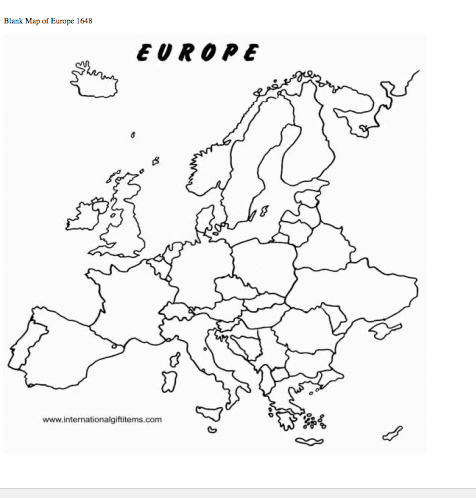 Blank Map of Europe 1648
EUROPE
www.internationalgiftitems.com